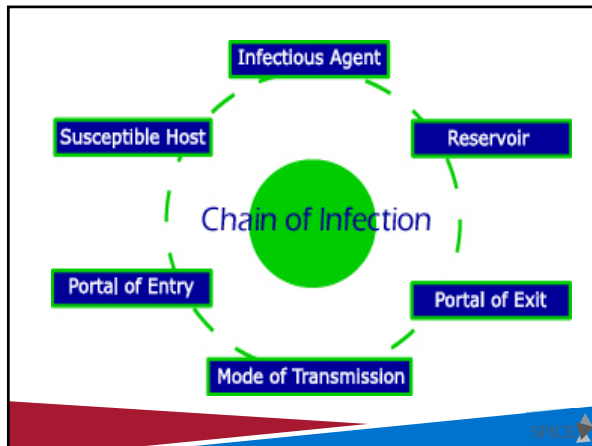 Infectious Agent
Susceptible Host
Reservoir
Chain of Infection
Portal of Entry
Portal of Exit
Mode of Transmission